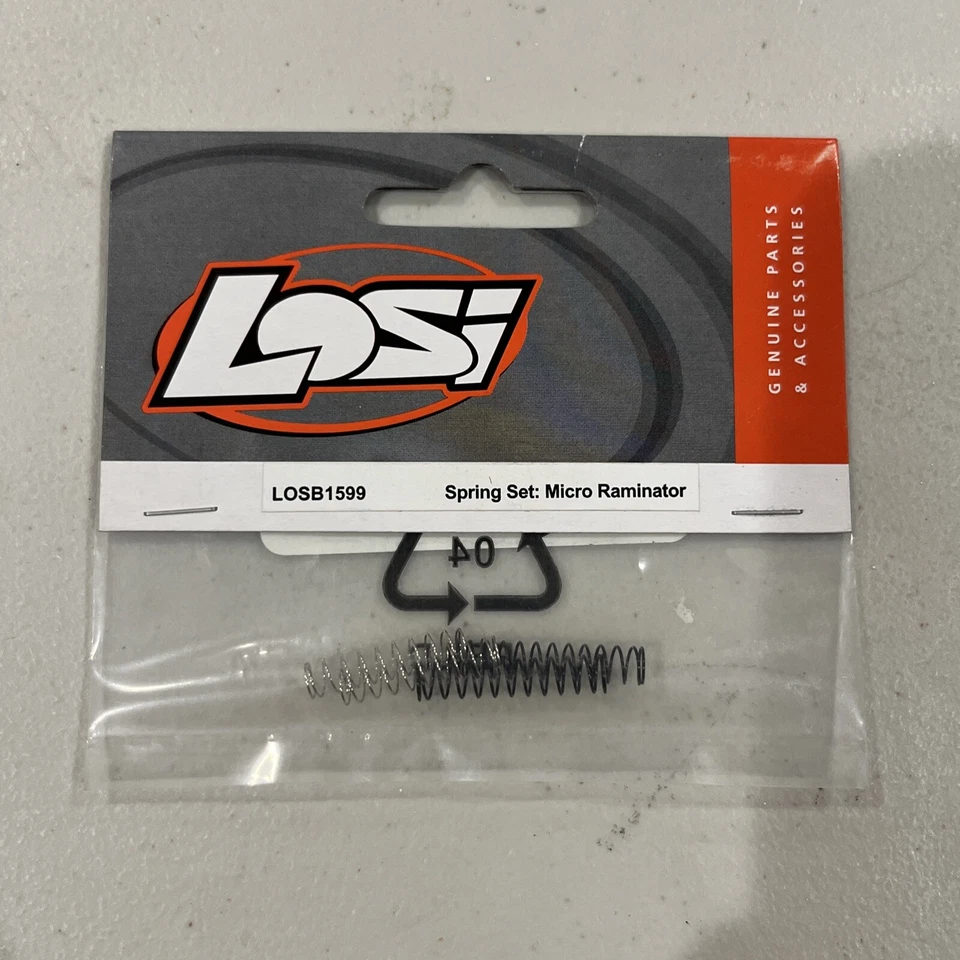 LOSi
GENUINE PARTS
& ACCESSORIES
LOSB1599 Spring Set: Micro Raminator
04